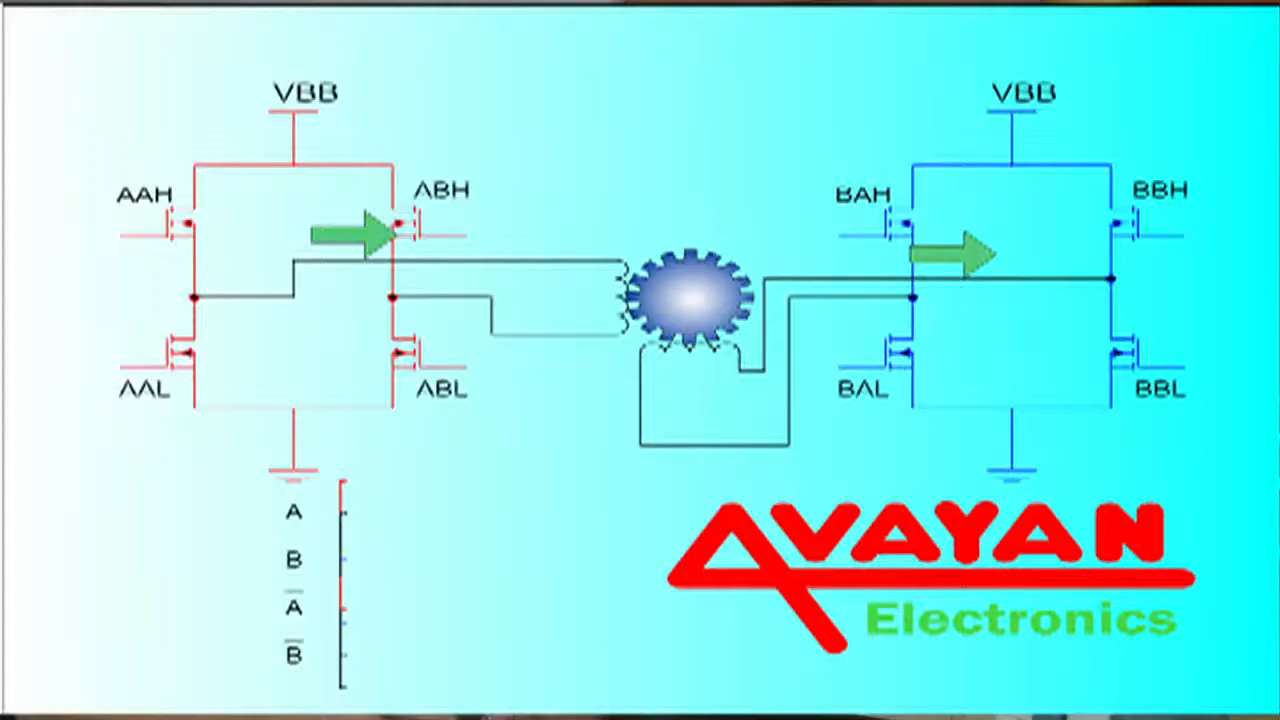 VBB
VBB
AAH
ABH
BAH
BBH
AAL
ABL
BAL
BBL
A
B
A̅
B̅
AVAYAN
Electronics